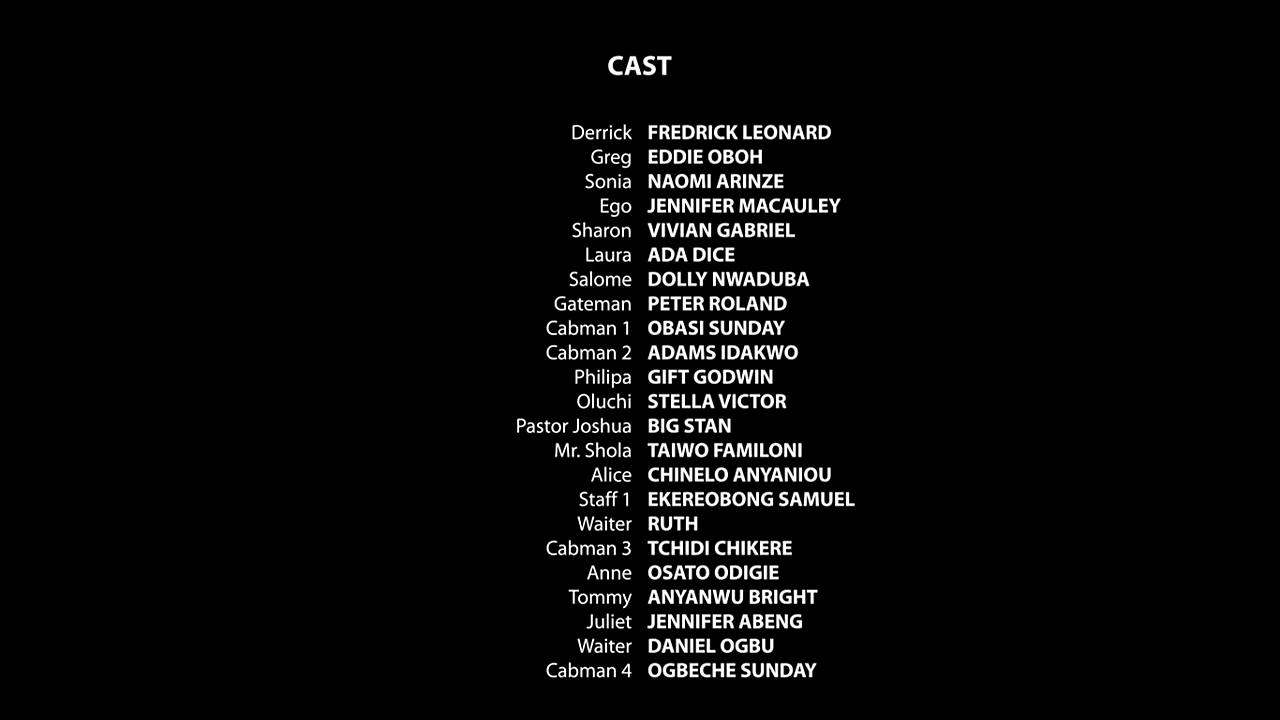 CAST
Derrick FREDRICK LEONARD
Greg EDDIE OBOH
Sonia NAOMI ARINZE
Ego JENNIFER MACAULEY
Sharon VIVIAN GABRIEL
Laura ADA DICE
Salome DOLLY NWADUBA
Gateman PETER ROLAND
Cabman 1 OBASI SUNDAY
Cabman 2 ADAMS IDAKWO
Philipa GIFT GODWIN
Oluchi STELLA VICTOR
Pastor Joshua BIG STAN
Mr. Shola TAIWO FAMILONI
Alice CHINELO ANYANIOU
Staff 1 EKEREOBONG SAMUEL
Waiter RUTH
Cabman 3 TCHIDI CHIKERE
Anne OSATO ODIGIE
Tommy ANYANWU BRIGHT
Juliet JENNIFER ABENG
Waiter DANIEL OGBU
Cabman 4 OGBECHE SUNDAY